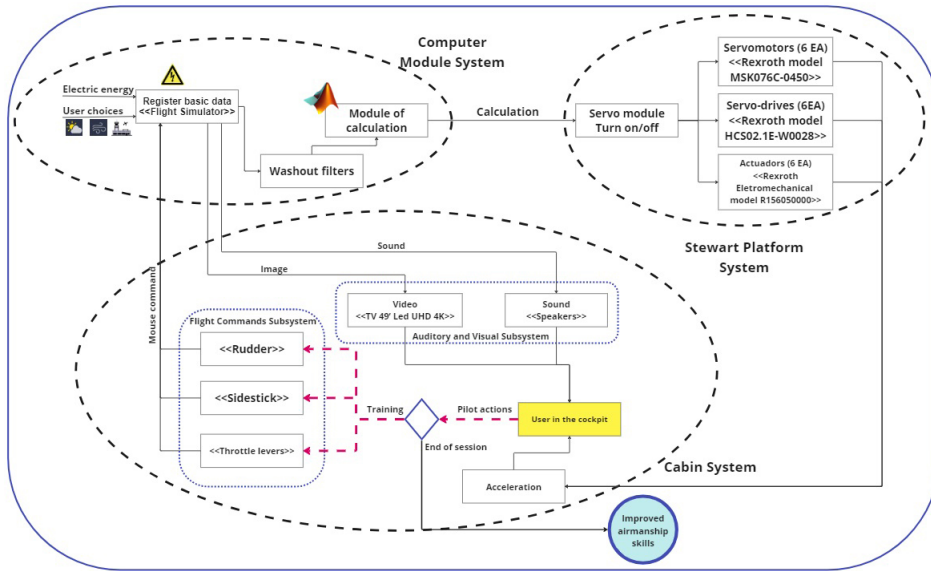 Computer
Module System
Electric energy
User choices
Register basic data
<<Flight Simulator>>
Module of
calculation
Washout filters
Calculation
Servo module
Turn on/off
Servomotors (6 EA)
<<Rexroth model
MSK076C-0450>>
Servo-drives (6EA)
<<Rexroth model
HCS02.1E-W0028>>
Actuadors (6 EA)
<<Rexroth
Eletromechanical
model R156050000>>
Stewart Platform
System
Sound
Image
Mouse command
Video
<<TV 49' Led UHD 4K>>
Sound
<<Speakers>>
Auditory and Visual Subsystem
Flight Commands Subsystem
<<Rudder>>
<<Sidestick>>
<<Throttle levers>>
Training
Pilot actions
User in the cockpit
End of session
Acceleration
Cabin System
Improved
airmanship
skills